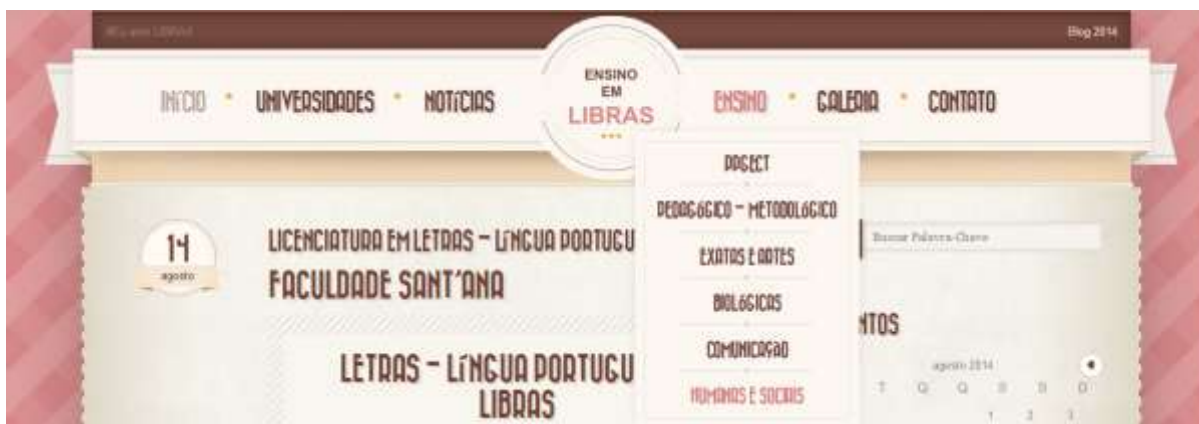 Blog 2014
INÍCIO
UNIVERSIDADES
NOTÍCIAS
ENSINO
EM
LIBRAS
ENSINO
GALERIA
CONTATO
PPGECT
PEDAGÓGICO - METODOLÓGICO
EXATAS E ARTES
BIOLÓGICAS
COMUNICAÇÃO
HUMANAS E SOCIAIS
14
agosto
LICENCIATURA EM LETRAS - LÍNGUA PORTUGU
FACULDADE SANT'ANA
LETRAS - LÍNGUA PORTUGU
LIBRAS
Buscar Palavra-Chave
NTOS
agosto 2014
T Q Q S S D
1 2 3